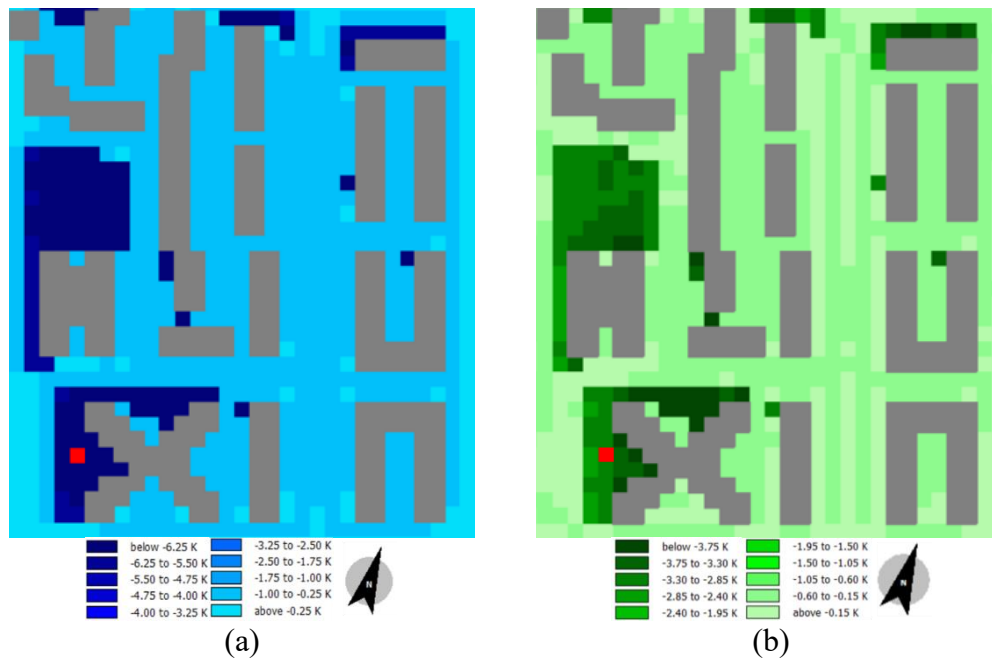 below -6.25 K
-6.25 to -5.50 K
-5.50 to -4.75 K
-4.75 to -4.00 K
-4.00 to -3.25 K
-3.25 to -2.50 K
-2.50 to -1.75 K
-1.75 to -1.00 K
-1.00 to -0.25 K
above -0.25 K
N
(a)
below -3.75 K
-3.75 to -3.30 K
-3.30 to -2.85 K
-2.85 to -2.40 K
-2.40 to -1.95 K
-1.95 to -1.50 K
-1.50 to -1.05 K
-1.05 to -0.60 K
-0.60 to -0.15 K
above -0.15 K
N
(b)